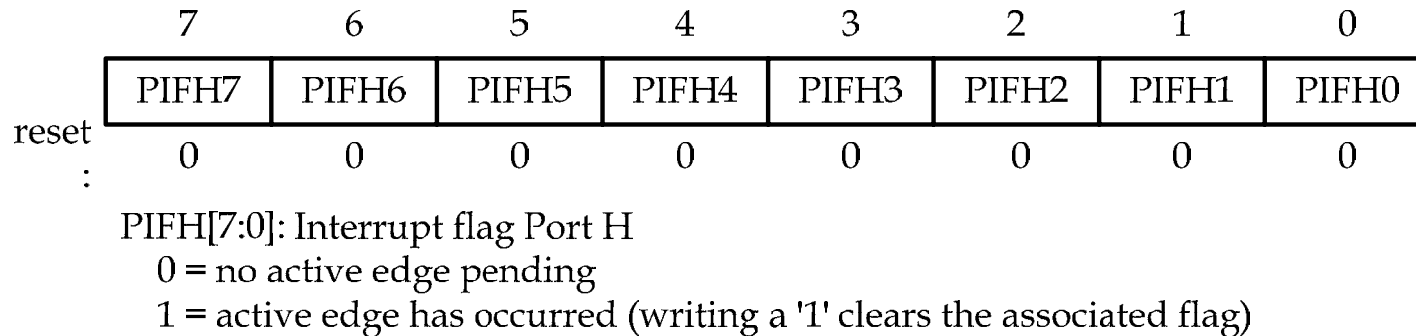 7 6 5 4 3 2 1 0
PIFH7 PIFH6 PIFH5 PIFH4 PIFH3 PIFH2 PIFH1 PIFH0
reset
: 0 0 0 0 0 0 0 0
PIFH[7:0]: Interrupt flag Port H
0 = no active edge pending
1 = active edge has occurred (writing a '1' clears the associated flag)